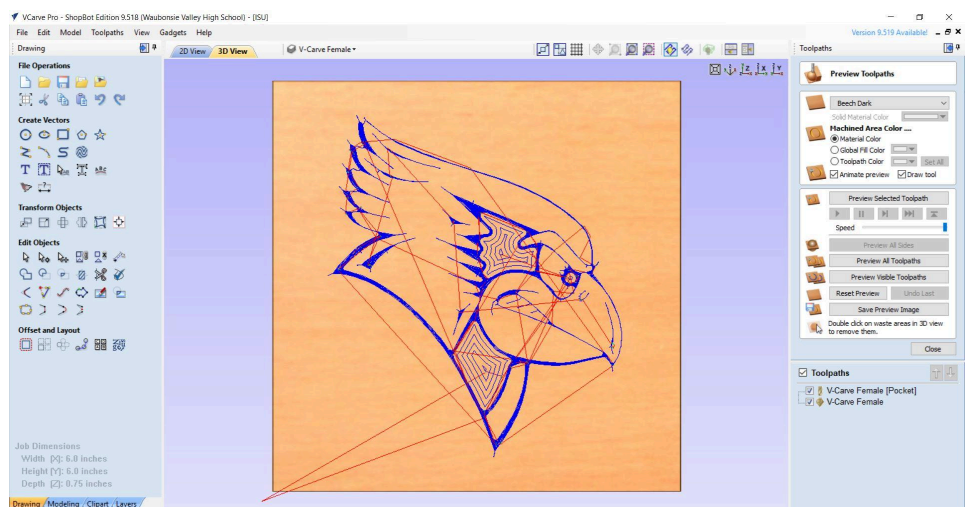 VCarve Pro - ShopBot Edition 9.518 (Waubonsie Valley High School) - [ISU]
File Edit Model Toolpaths View Gadgets Help
Version 9.519 Available!
Drawing
2D View 3D View
V-Carve Female
Toolpaths
File Operations
Create Vectors
Transform Objects
Edit Objects
Offset and Layout
Job Dimensions
Width [X]: 6.0 inches
Height [Y]: 6.0 inches
Depth [Z]: 0.75 inches
Drawing Modeling Clipart Layers
Preview Toolpaths
Beech Dark
Solid Material Color
Machined Area Color ....
Material Color
Global Fill Color
Toolpath Color Set All
Animate preview Draw tool
Preview Selected Toolpath
Speed
Preview All Sides
Preview All Toolpaths
Preview Visible Toolpaths
Reset Preview Undo Last
Save Preview Image
Double click on waste areas in 3D view
to remove them.
Close
Toolpaths
V-Carve Female [Pocket]
V-Carve Female